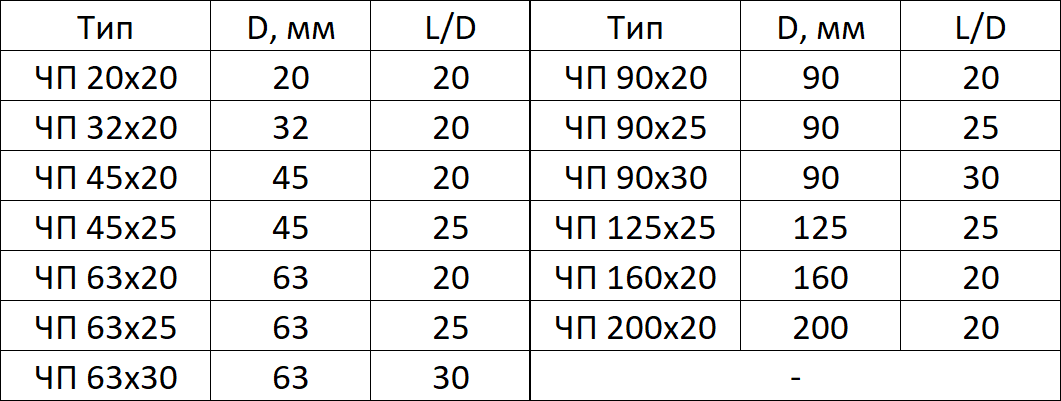 Тип D, мм L/D Тип D, мм L/D
ЧП 20х20 20 20 ЧП 90х20 90 20
ЧП 32х20 32 20 ЧП 90х25 90 25
ЧП 45х20 45 20 ЧП 90х30 90 30
ЧП 45х25 45 25 ЧП 125х25 125 25
ЧП 63х20 63 20 ЧП 160х20 160 20
ЧП 63х25 63 25 ЧП 200х20 200 20
ЧП 63х30 63 30 -